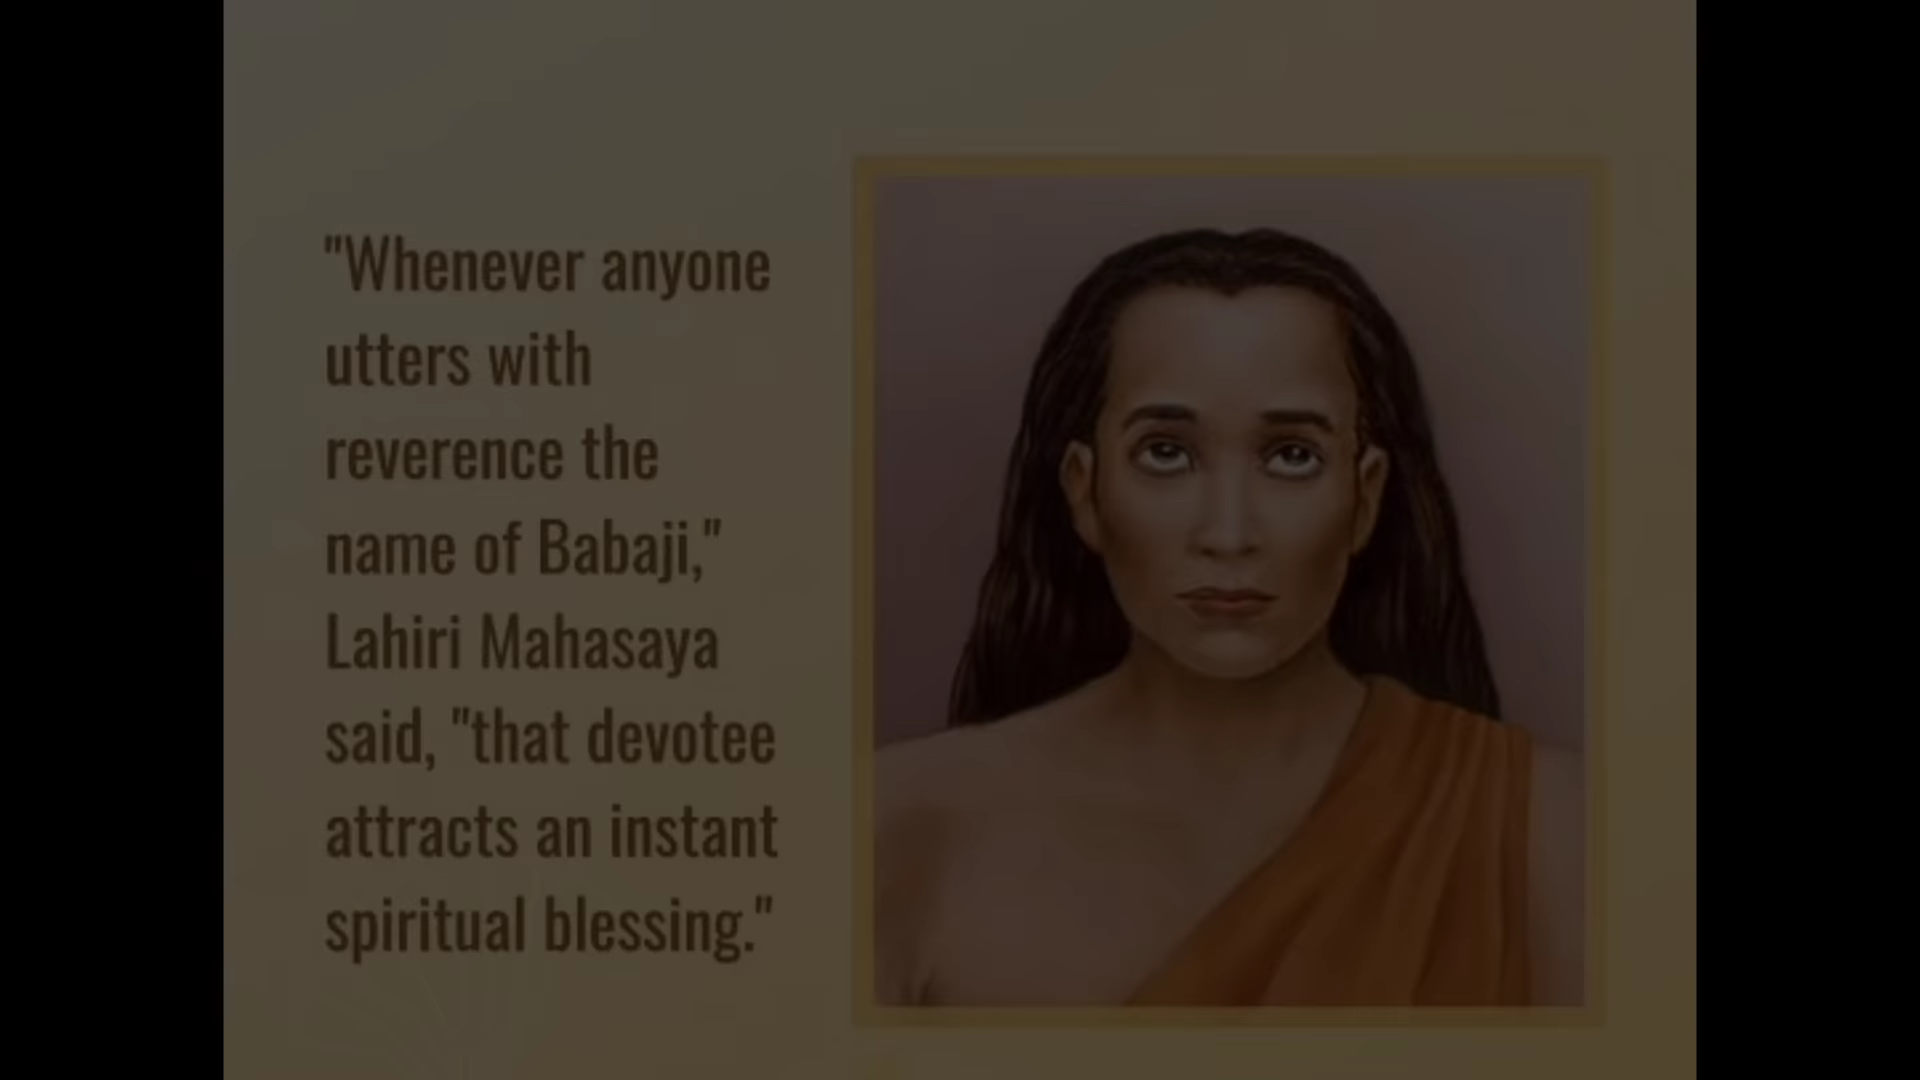 "Whenever anyone
utters with
reverence the
name of Babaji,"
Lahiri Mahasaya
said, "that devotee
attracts an instant
spiritual blessing."